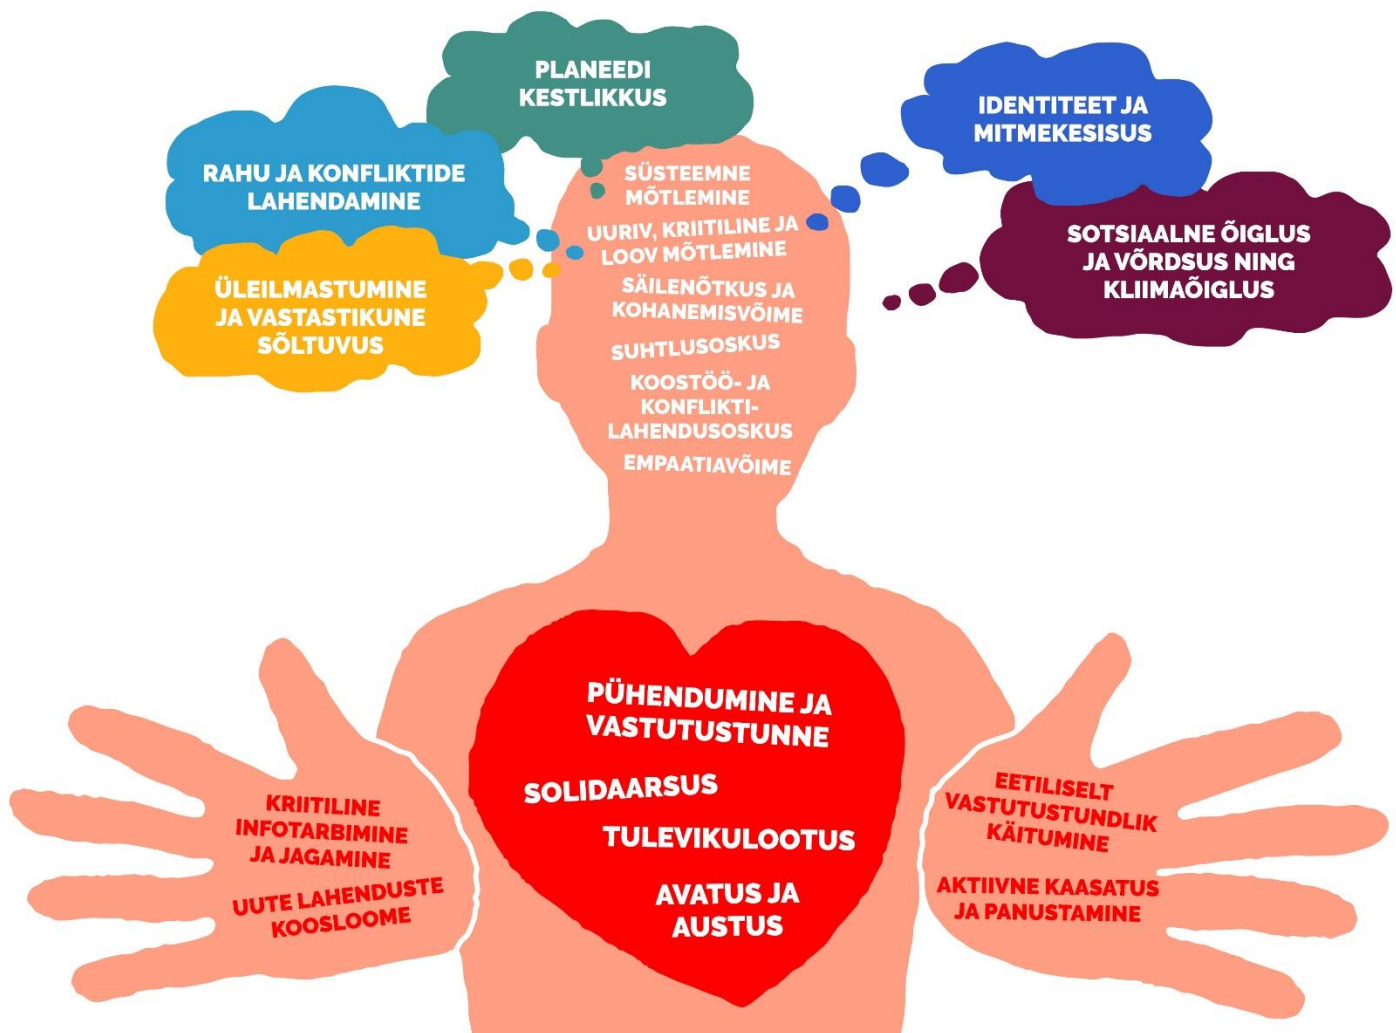 PLANEEDI
KESTLIKKUS
IDENTITEET JA
MITMEKESISUS
RAHU JA KONFLIKTIDE
LAHENDAMINE
SOTSIAALNE ÕIGLUS
JA VÕRDSUS NING
KLIIMAÕIGLUS
ÜLEILMASTUMINE
JA VASTASTIKUNE
SÕLTUVUS
SÜSTEEMNE
MÕTLEMINE
UURIV, KRIITILINE JA
LOOV MÕTLEMINE
SÄILENÕTKUS JA
KOHANEMISVÕIME
SUHTLUSOSKUS
KOOSTÖÖ- JA
KONFLIKTI-
LAHENDUSOSKUS
EMPAATIAVÕIME
PÜHENDUMINE JA
VASTUTUSTUNNE
SOLIDAARSUS
TULEVIKULOOTUS
AVATUS JA
AUSTUS
KRIITILINE
INFOTARBIMINE
JA JAGAMINE
UUTE LAHENDUSTE
KOOSLOOME
EETILISELT
VASTUTUSTUNDLIK
KÄITUMINE
AKTIIVNE KAASATUS
JA PANUSTAMINE